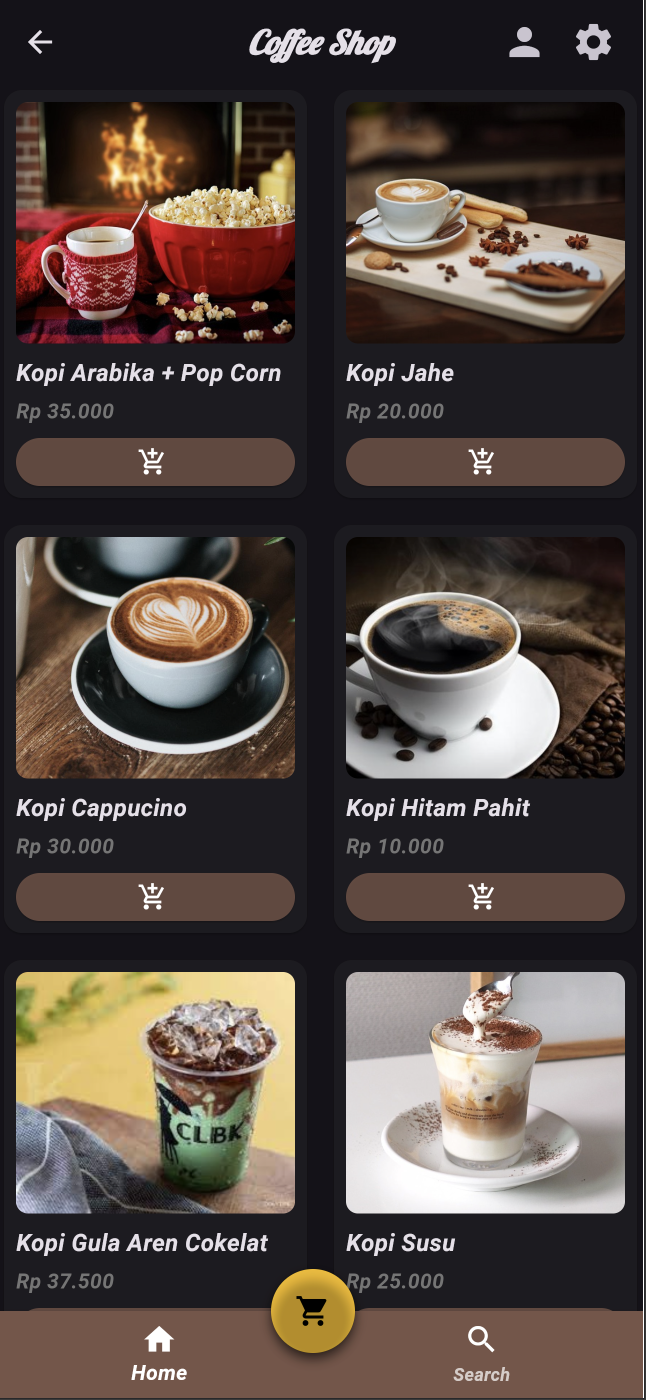 Coffee Shop
Kopi Arabika + Pop Corn
Rp 35.000
Kopi Jahe
Rp 20.000
Kopi Cappucino
Rp 30.000
Kopi Hitam Pahit
Rp 10.000
CLBK
Kopi Gula Aren Cokelat
Rp 37.500
Kopi Susu
Rp 25.000
Home
Search